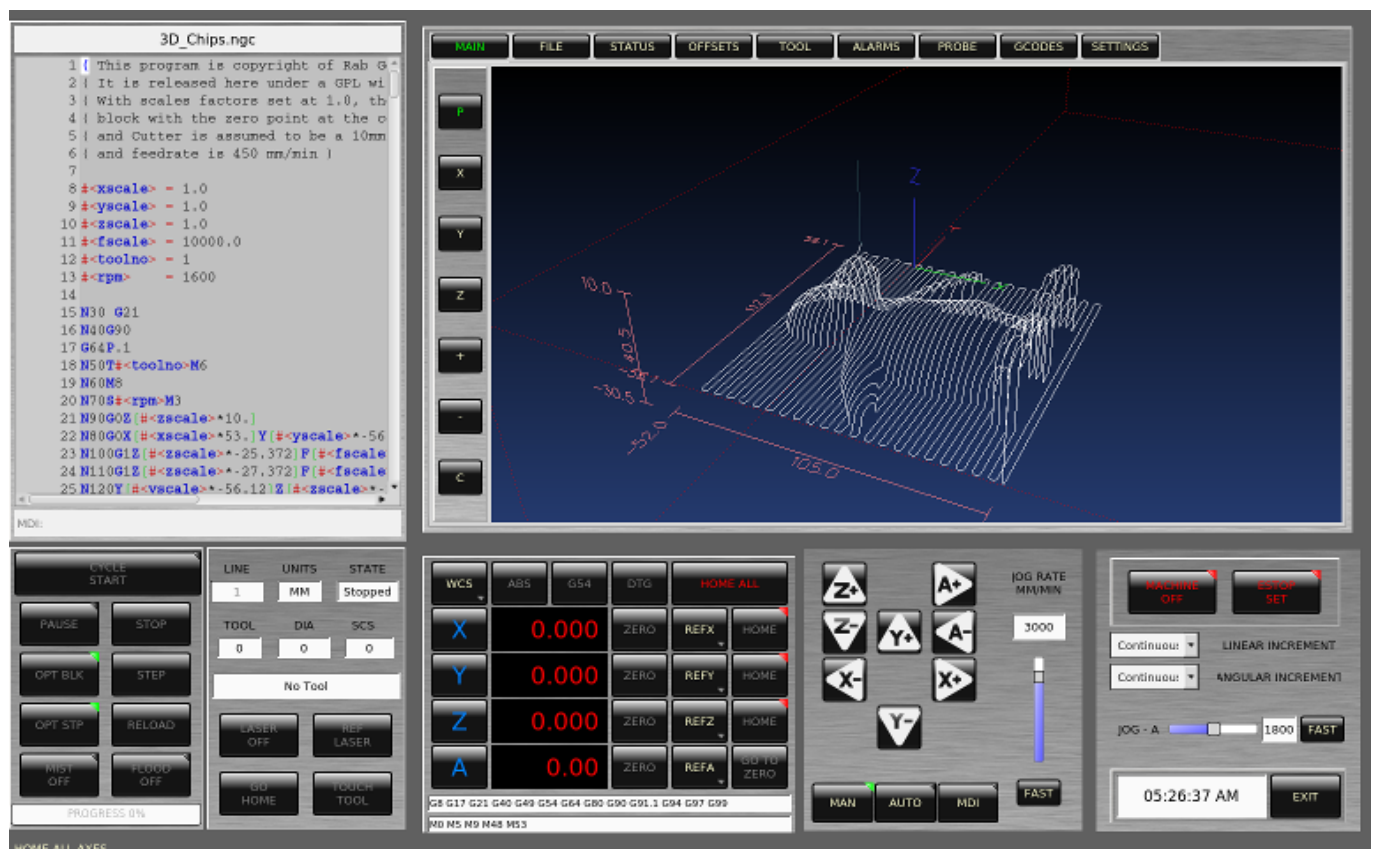 3D_Chips.ngc
1 ( This program is copyright of Rab G
2 ( It is released here under a GPL wi
3 ( With scales factors set at 1.0, th
4 ( block with the zero point at the o
5 ( and Cutter is assumed to be a 10mm
6 ( and feedrate is 450 mm/min )
7
8 #<xscale> = 1.0
9 #<yscale> = 1.0
10 #<zscale> = 1.0
11 #<fscale> = 10000.0
12 #<toolno> = 1
13 #<rpm> = 1600
14
15 N30 G21
16 N40G90
17 G64P.1
18 N50T#<toolno>M6
19 N60M8
20 N70S#<rpm>M3
21 N90G0Z[#<zscale>*10.]
22 N80G0X[#<xscale>*53.]Y[#<yscale>*-56
23 N100G1Z[#<zscale>*-25.372]F[#<fscale
24 N110G1Z[#<zscale>*-27.372]F[#<fscale
25 N120Y[#<yscale>*-56.12]Z[#<zscale>*-
MDI:
MAIN FILE STATUS OFFSETS TOOL ALARMS PROBE GCODES SETTINGS
P
X
Y
Z
+
-
C
Z
Y
10.0
40.5
-30.5
-52.0
105.0
CYCLE
START
PAUSE STOP
OPT BLK STEP
OPT STP RELOAD
MIST
OFF
FLOOD
OFF
PROGRESS 0%
LINE UNITS STATE
1 MM Stopped
TOOL DIA SCS
0 0 0
No Tool
LASER
OFF
REF
LASER
GO
HOME
TOUCH
TOOL
WCS ABS G54 DTG HOME ALL
X 0.000 ZERO REFX HOME
Y 0.000 ZERO REFY HOME
Z 0.000 ZERO REFZ HOME
A 0.00 ZERO REFA GO TO
ZERO
G8 G17 G21 G40 G49 G54 G64 G80 G90 G91.1 G94 G97 G99
M0 M5 M9 M48 M53
Z+ A+
Z- Y+ A-
X- X+
Y-
JOG RATE
MM/MIN
3000
FAST
MAN AUTO MDI
MACHINE
OFF
ESTOP
SET
Continuou: LINEAR INCREMENT
Continuou: ANGULAR INCREMENT
JOG - A 1800 FAST
05:26:37 AM EXIT
HOME ALL AXES